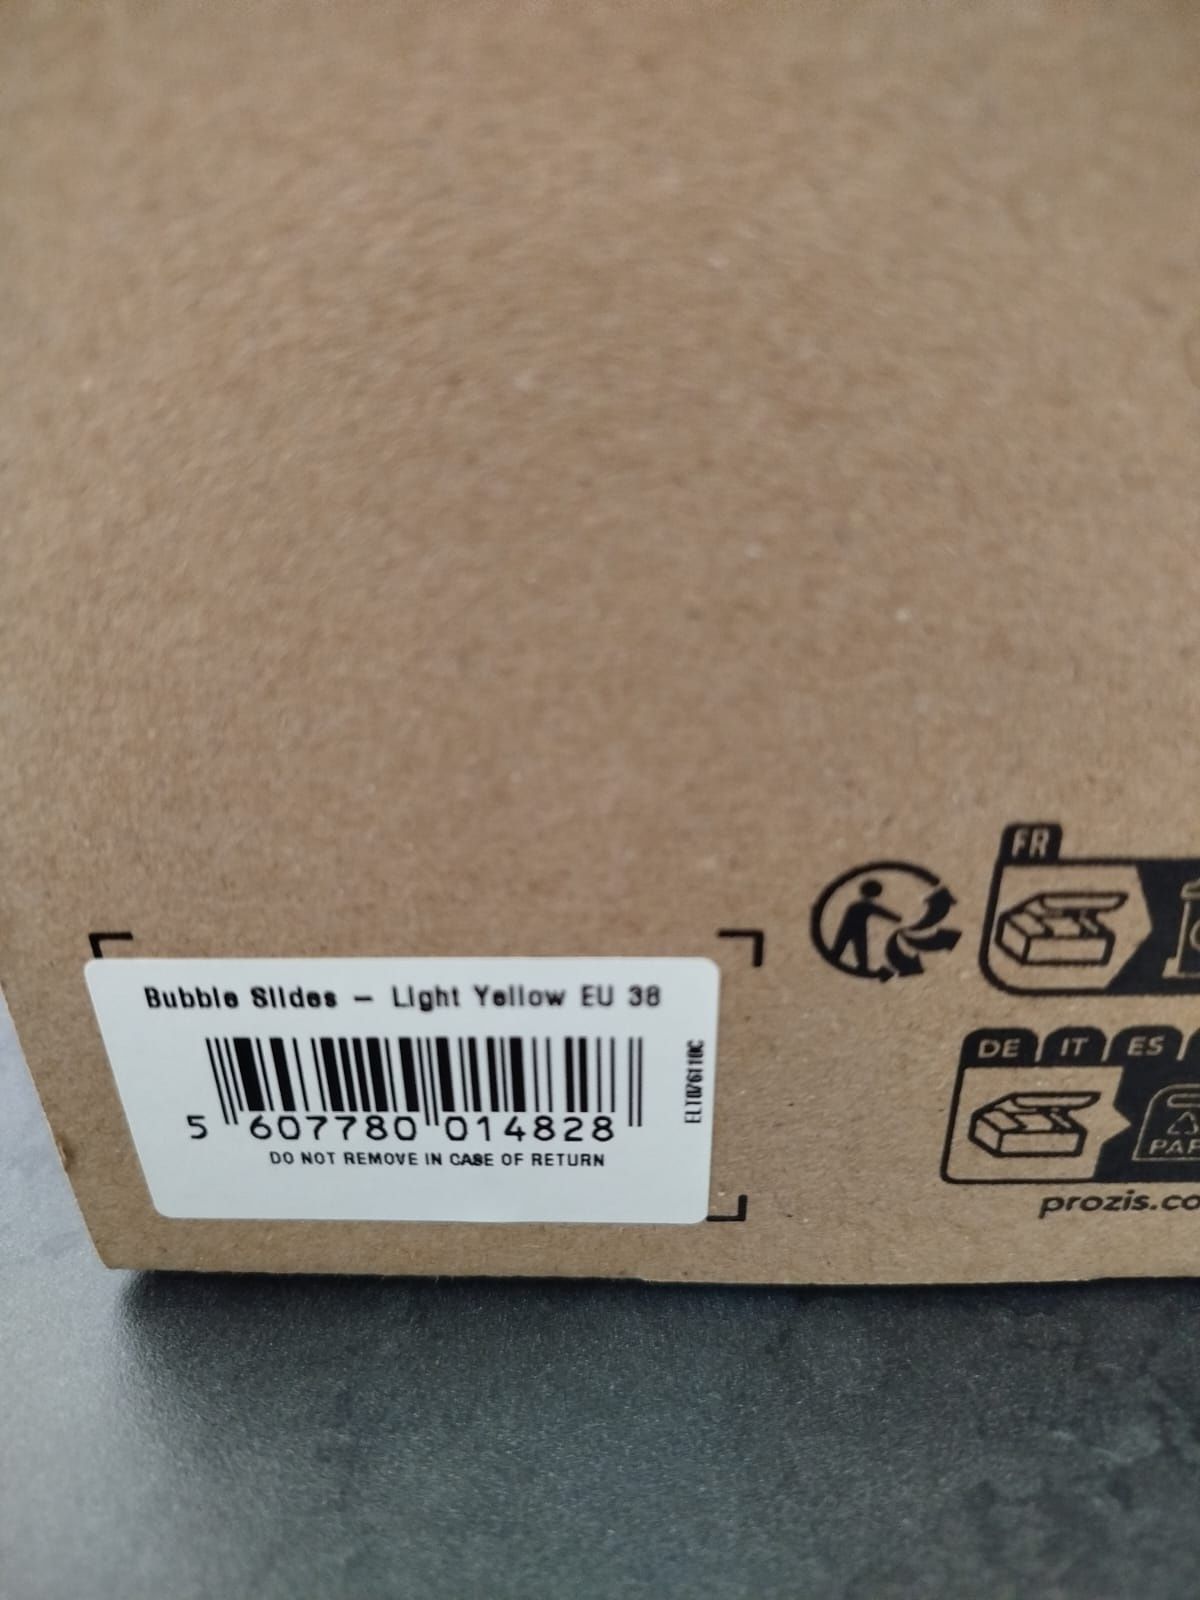 Bubble Slides – Light Yellow EU 38
5 607780 014828
DO NOT REMOVE IN CASE OF RETURN
FR
DE IT ES
PAP
prozis.co